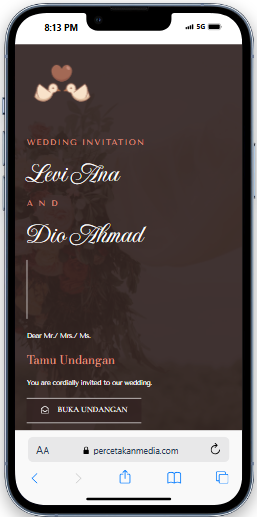 8:13 PM
5G
WEDDING INVITATION
Levi Ana
AND
Dio Ahmad
Dear Mr./ Mrs./ Ms.
Tamu Undangan
You are cordially invited to our wedding.
BUKA UNDANGAN
AA percetakanmedia.com